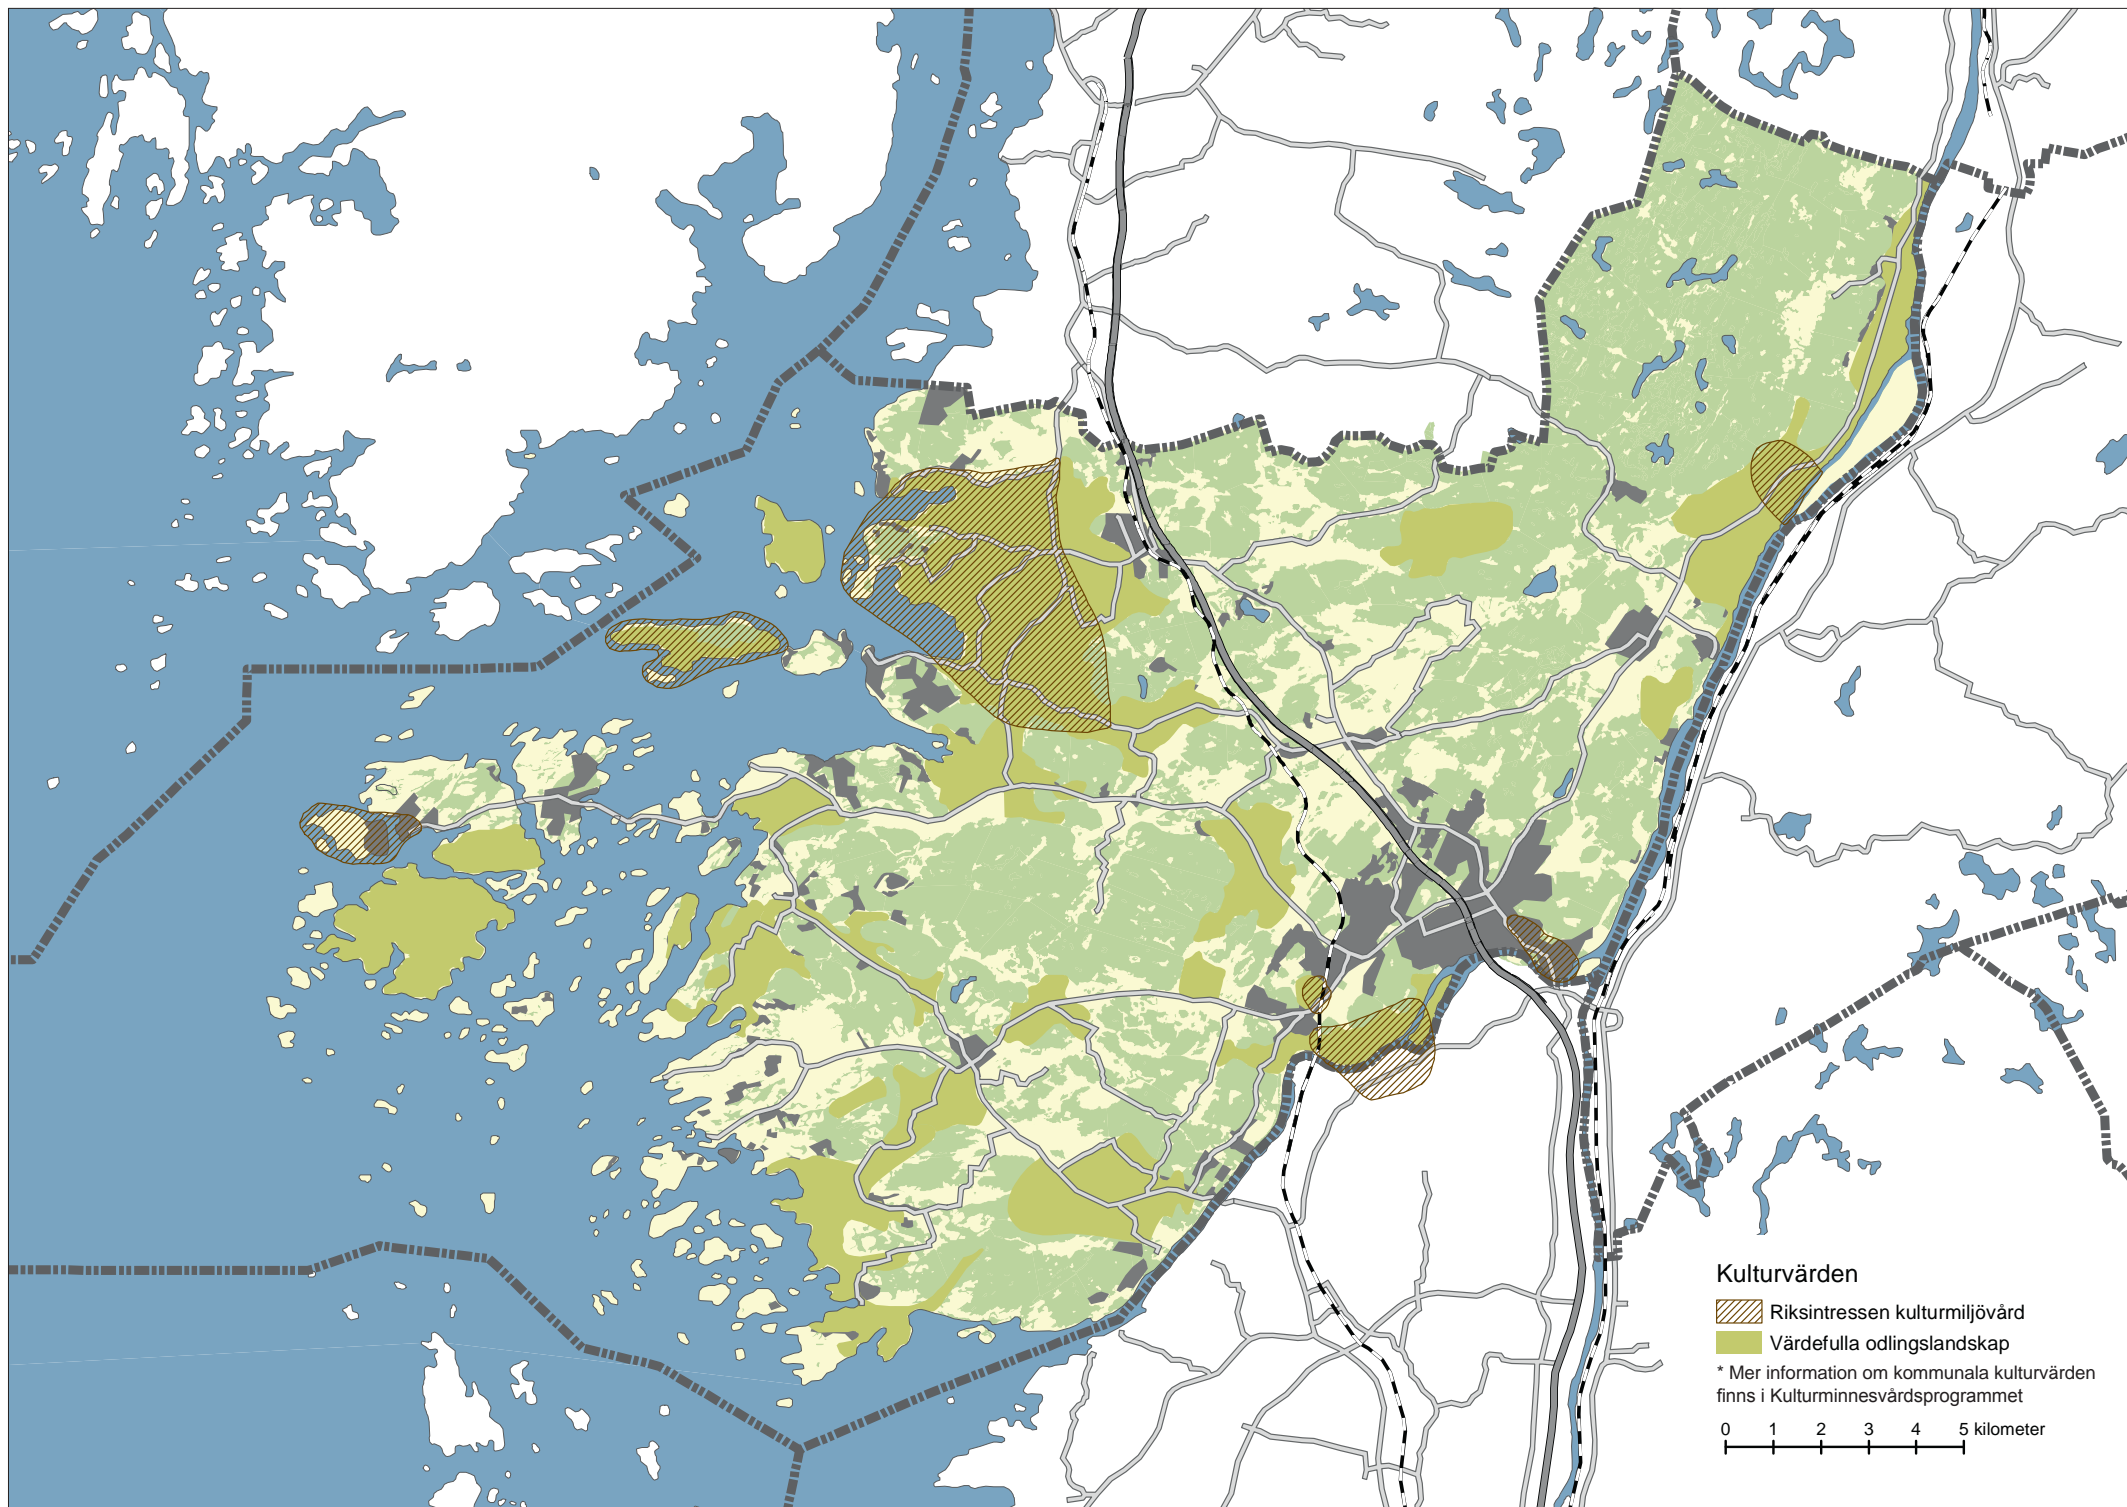 Kulturvärden
Riksintressen kulturmiljövård
Värdefulla odlingslandskap
* Mer information om kommunala kulturvärden
finns i Kulturminnesvårdsprogrammet
0 1 2 3 4 5 kilometer